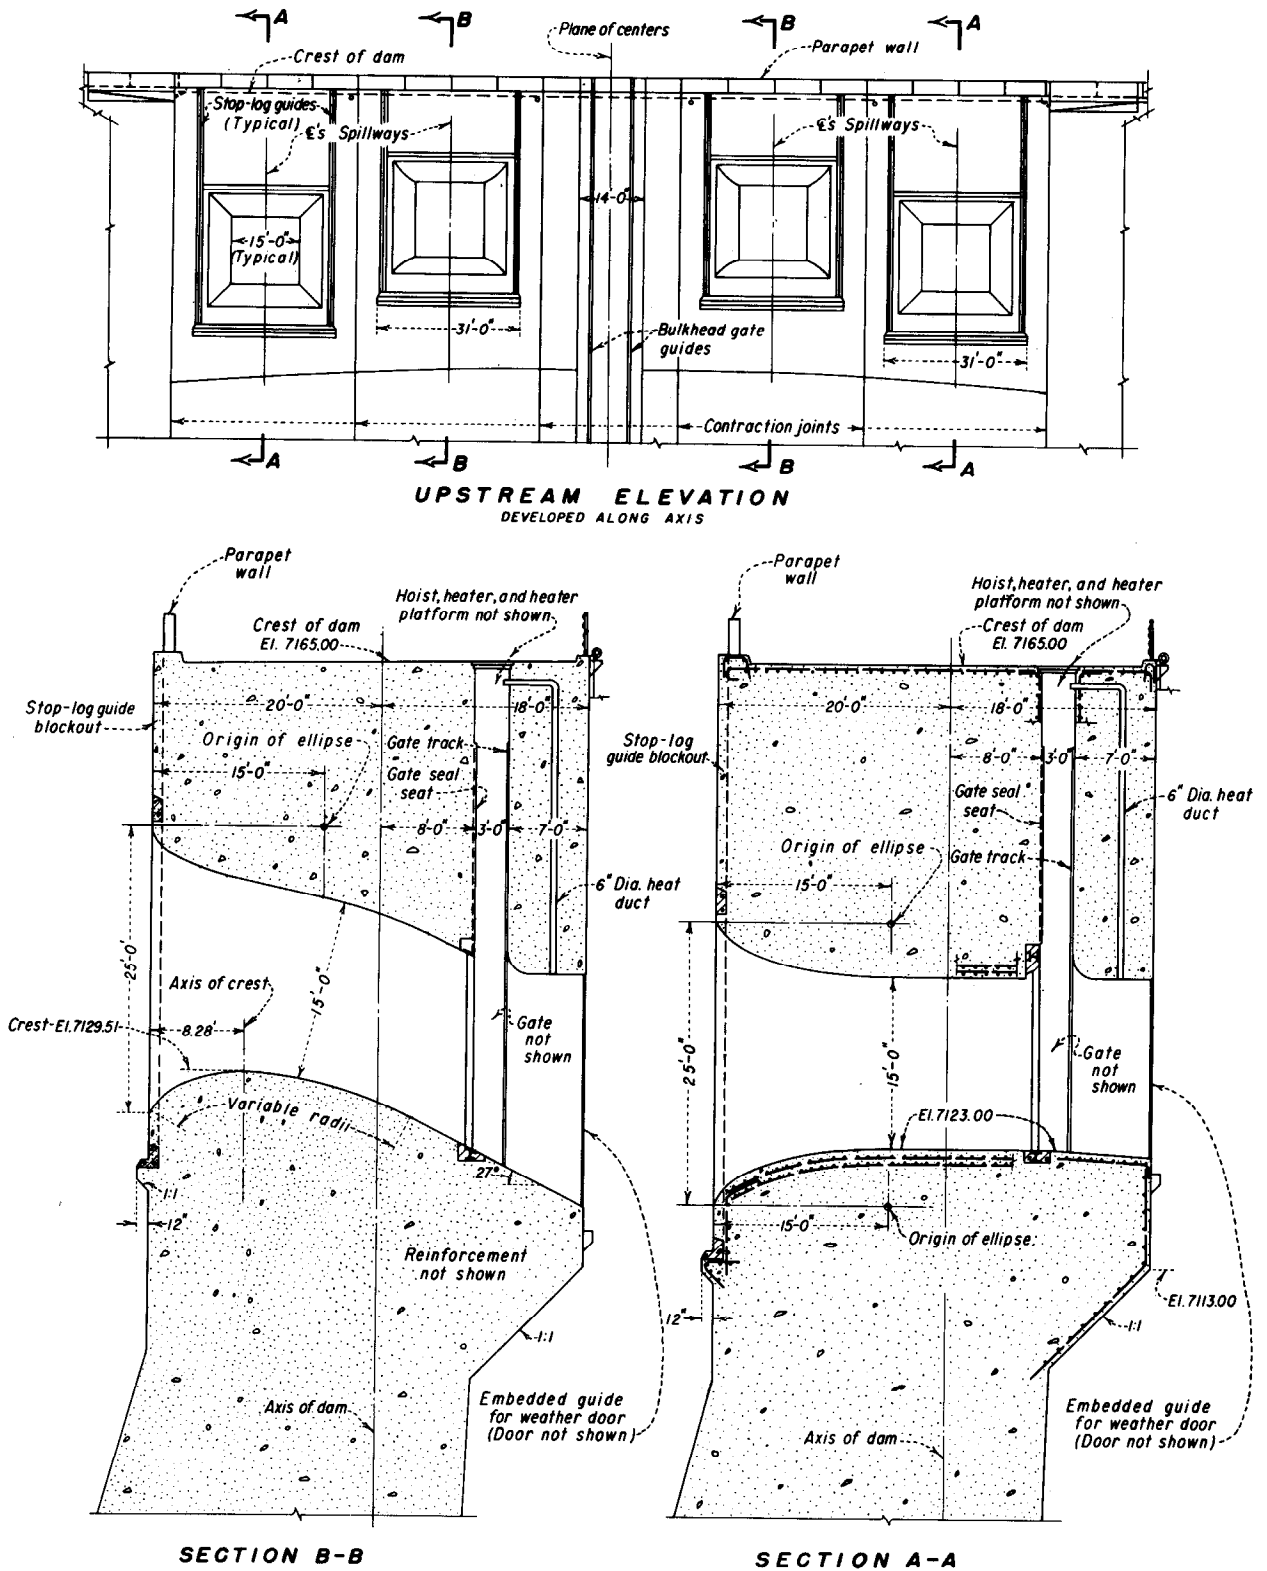 A
B
B
A
Plane of centers
Crest of dam
Parapet wall
Stop-log guides
(Typical)
℄'s Spillways
℄'s Spillways
14'-0"
15'-0"
(Typical)
31'-0"
Bulkhead gate
guides
31'-0"
Contraction joints
A
B
B
A
UPSTREAM ELEVATION
DEVELOPED ALONG AXIS
Parapet
wall
Hoist, heater, and heater
platform not shown
Crest of dam
El. 7165.00
20'-0"
18'-0"
Stop-log guide
blockout
Origin of ellipse
Gate track
15'-0"
Gate seal
seat
8'-0"
3'-0"
7'-0"
6" Dia. heat
duct
25'-0'
15'-0"
Axis of crest
Crest-El.7129.51
8.28'
Gate
not
shown
Variable radii
27°
1:1
12"
Reinforcement
not shown
1:1
Axis of dam
Embedded guide
for weather door
(Door not shown)
SECTION B-B
Parapet
wall
Hoist, heater, and heater
platform not shown
Crest of dam
El. 7165.00
20'-0"
18'-0"
Stop-log
guide blockout
8'-0"
3'-0"
7'-0"
Gate seal
seat
6" Dia. heat
duct
Origin of ellipse
Gate track
15'-0"
25'-0"
15'-0"
Gate
not
shown
El.7123.00
15'-0"
Origin of ellipse
12"
El.7113.00
1:1
Embedded guide
for weather door
(Door not shown)
Axis of dam
SECTION A-A